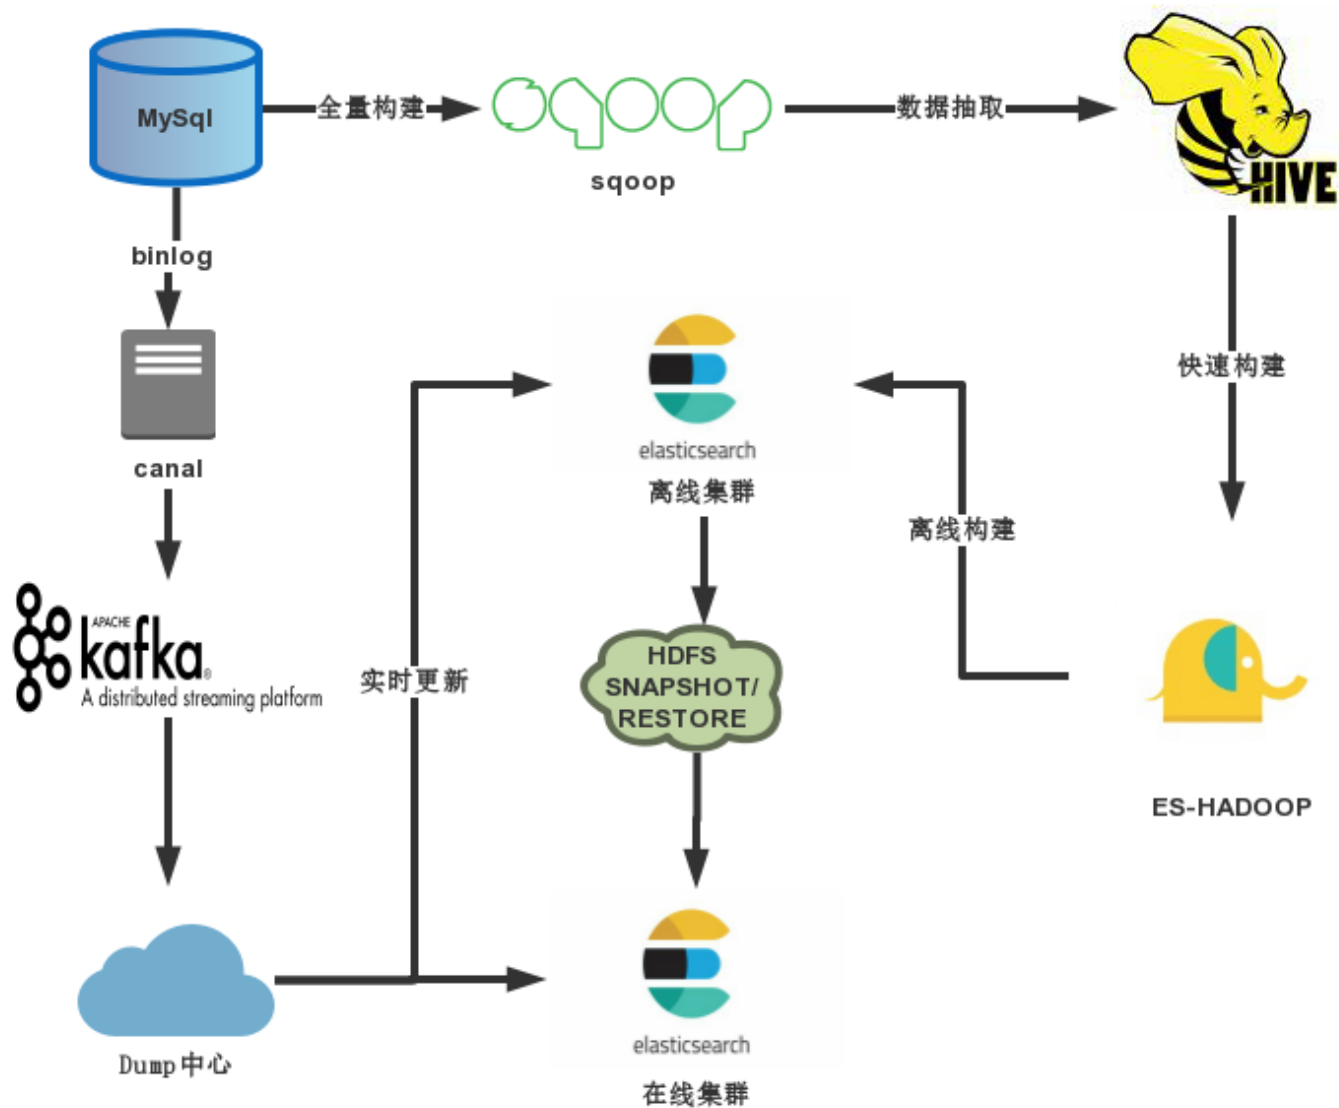 MySql
全量构建
sqoop
sqoop
数据抽取
HIVE
binlog
canal
APACHE
kafka®
A distributed streaming platform
实时更新
Dump中心
elasticsearch
离线集群
HDFS
SNAPSHOT/
RESTORE
elasticsearch
在线集群
快速构建
离线构建
ES-HADOOP